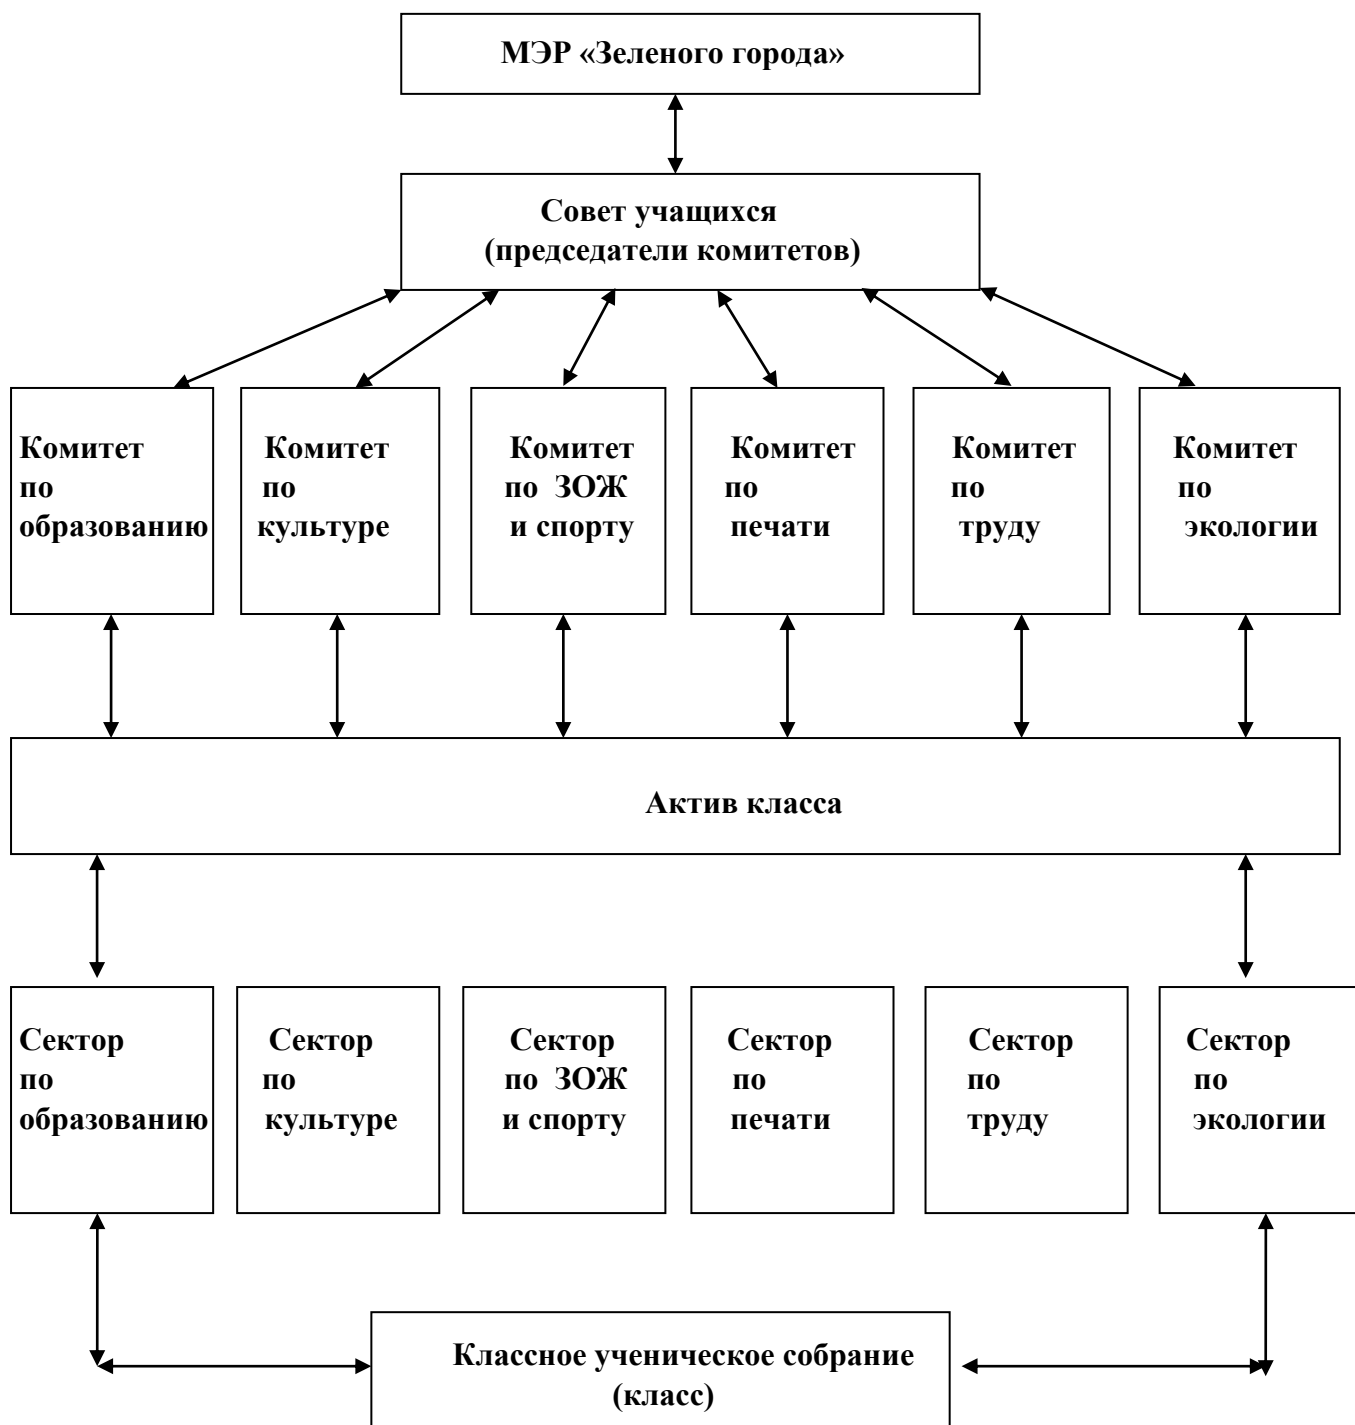 МЭР «Зеленого города»
Совет учащихся
(председатели комитетов)
Комитет
по
образованию
Комитет
по
культуре
Комитет
по ЗОЖ
и спорту
Комитет
по
печати
Комитет
по
труду
Комитет
по
экологии
Актив класса
Сектор
по
образованию
Сектор
по
культуре
Сектор
по ЗОЖ
и спорту
Сектор
по
печати
Сектор
по
труду
Сектор
по
экологии
Классное ученическое собрание
(класс)